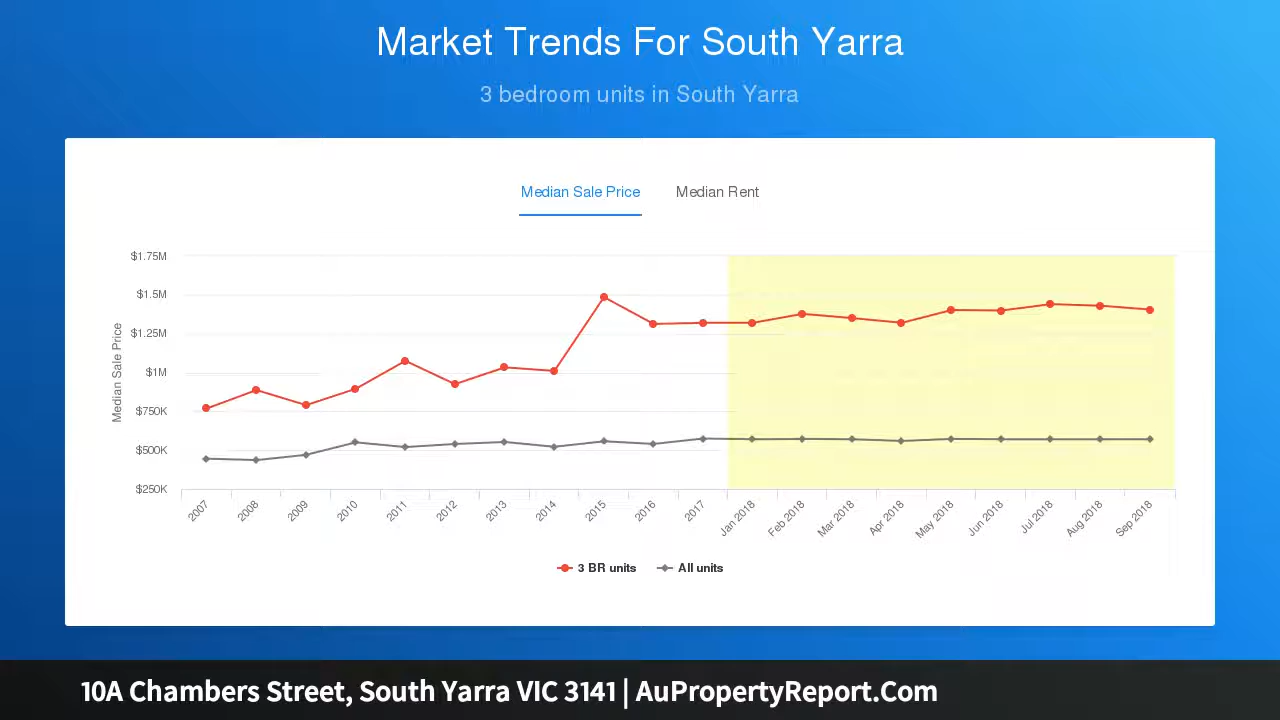 Market Trends For South Yarra
3 bedroom units in South Yarra
Median Sale Price
Median Rent
Median Sale Price
$1.75M
$1.5M
$1.25M
$1M
$750K
$500K
$250K
2007
2008
2009
2010
2011
2012
2013
2014
2015
2016
2017
Jan 2018
Feb 2018
Mar 2018
Apr 2018
May 2018
Jun 2018
Jul 2018
Aug 2018
Sep 2018
3 BR units
All units
10A Chambers Street, South Yarra VIC 3141 | AuPropertyReport.Com